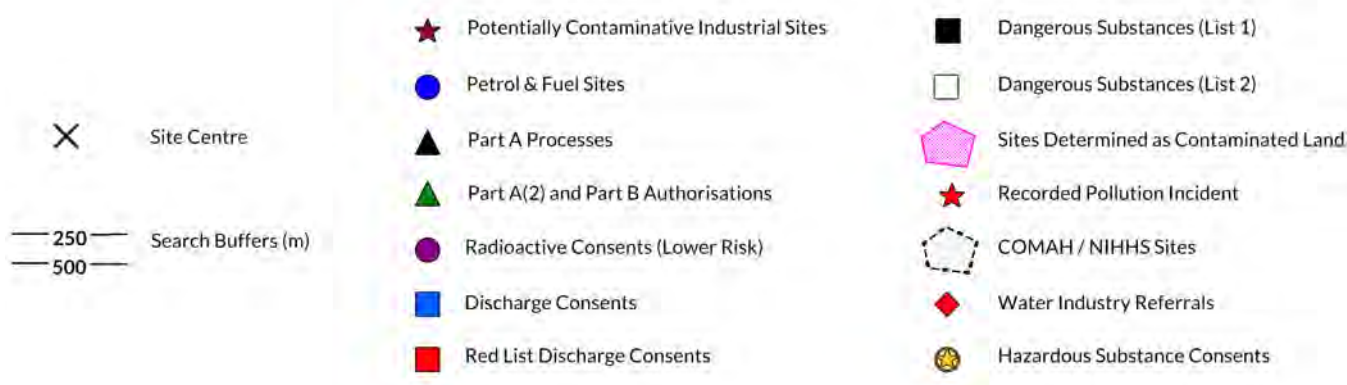 Site Centre
250
500
Search Buffers (m)
Potentially Contaminative Industrial Sites
Petrol & Fuel Sites
Part A Processes
Part A(2) and Part B Authorisations
Radioactive Consents (Lower Risk)
Discharge Consents
Red List Discharge Consents
Dangerous Substances (List 1)
Dangerous Substances (List 2)
Sites Determined as Contaminated Land
Recorded Pollution Incident
COMAH / NIHHS Sites
Water Industry Referrals
Hazardous Substance Consents